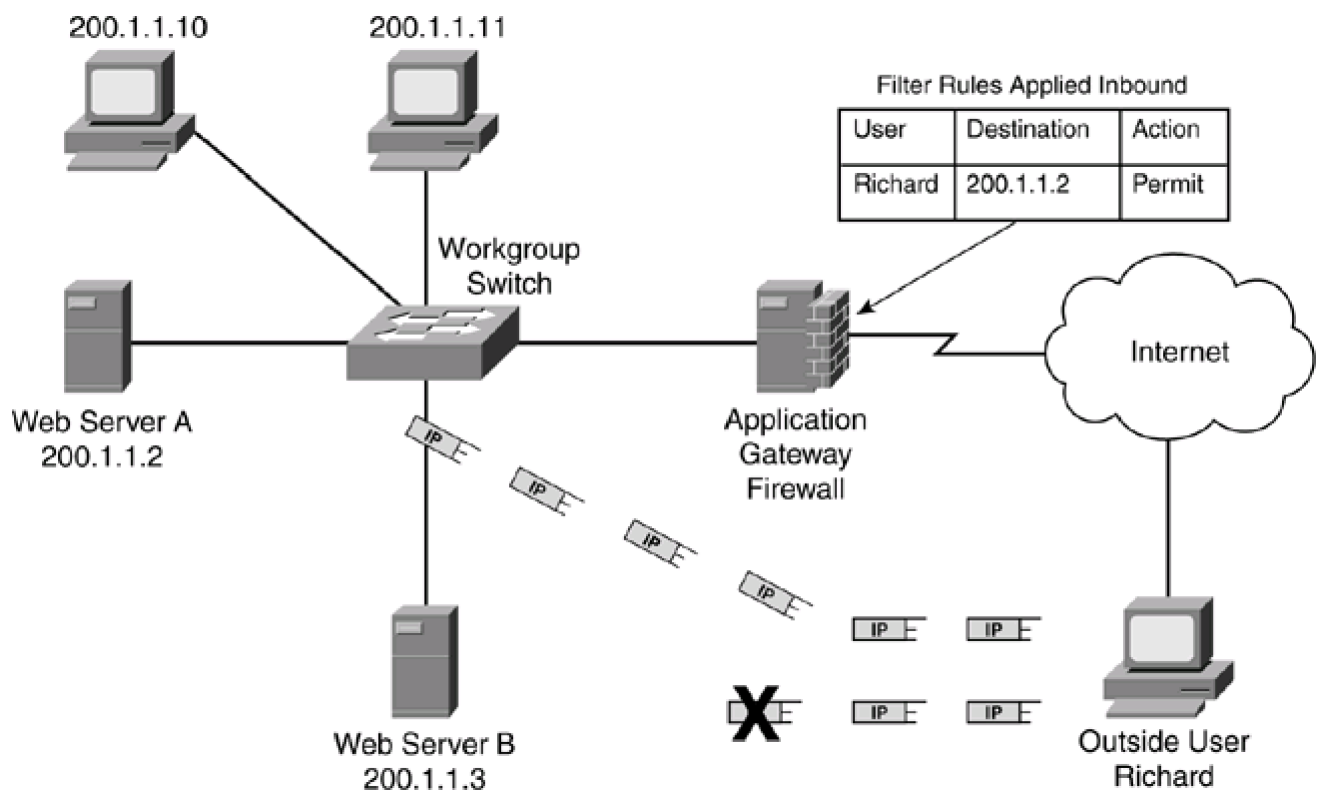 200.1.1.10
200.1.1.11
Filter Rules Applied Inbound
User Destination Action
Richard 200.1.1.2 Permit
Workgroup
Switch
Internet
Web Server A
200.1.1.2
Application
Gateway
Firewall
IP
IP
IP
IP
IP IP
X IP IP
Web Server B
200.1.1.3
Outside User
Richard